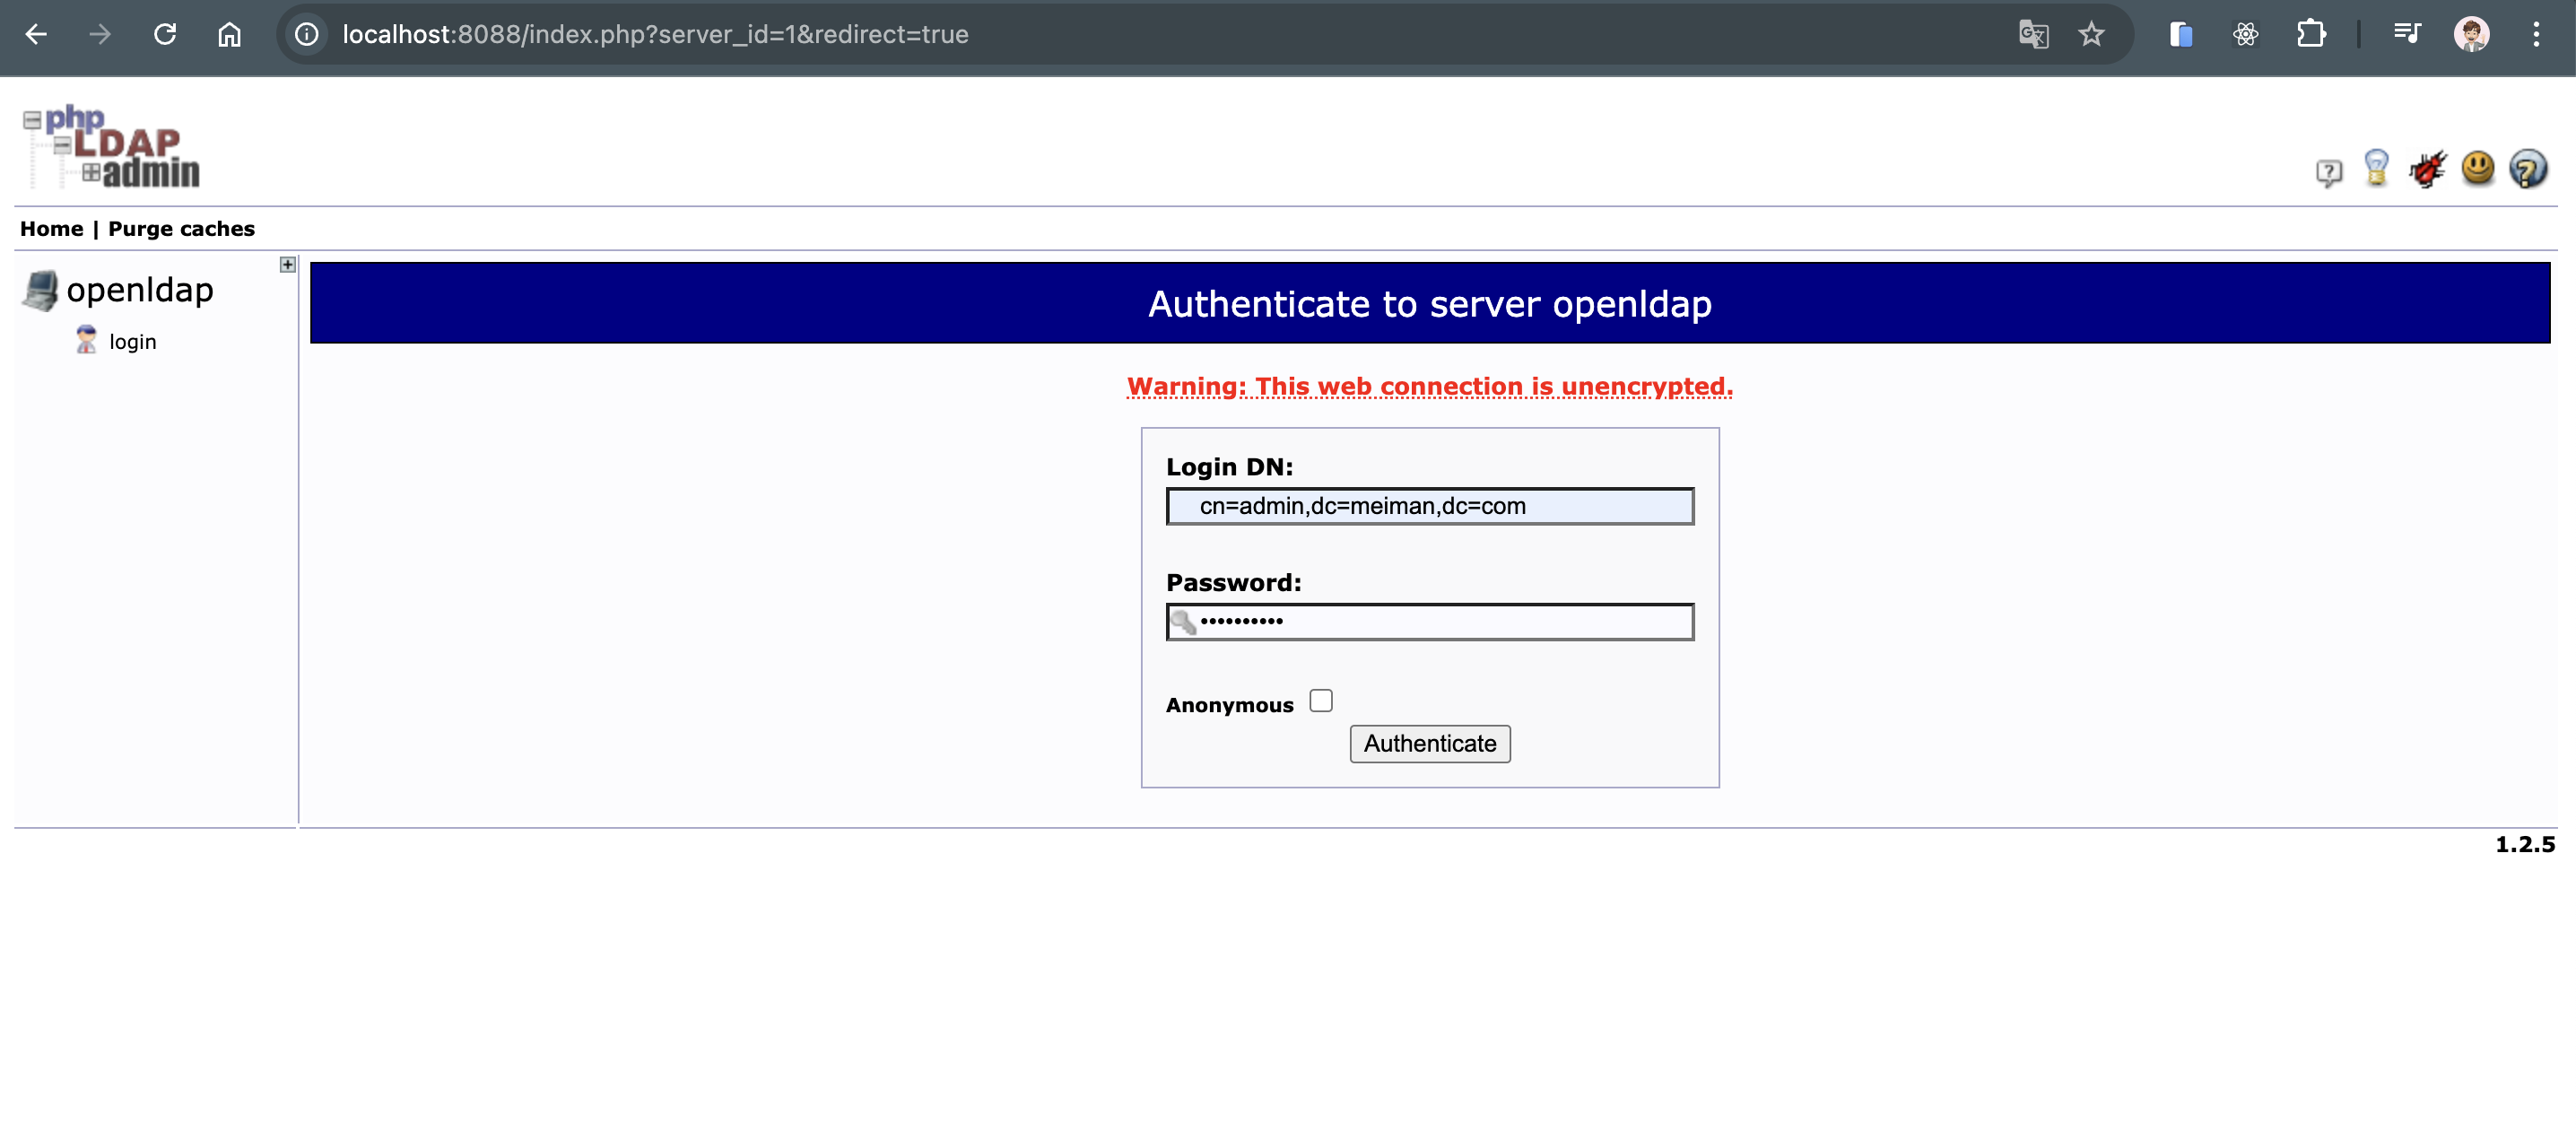 localhost:8088/index.php?server_id=1&redirect=true
php
LDAP
admin
Home | Purge caches
openldap
login
Authenticate to server openldap
Warning: This web connection is unencrypted.
Login DN:
cn=admin,dc=meiman,dc=com
Password:
••••••••••
Anonymous
Authenticate
1.2.5